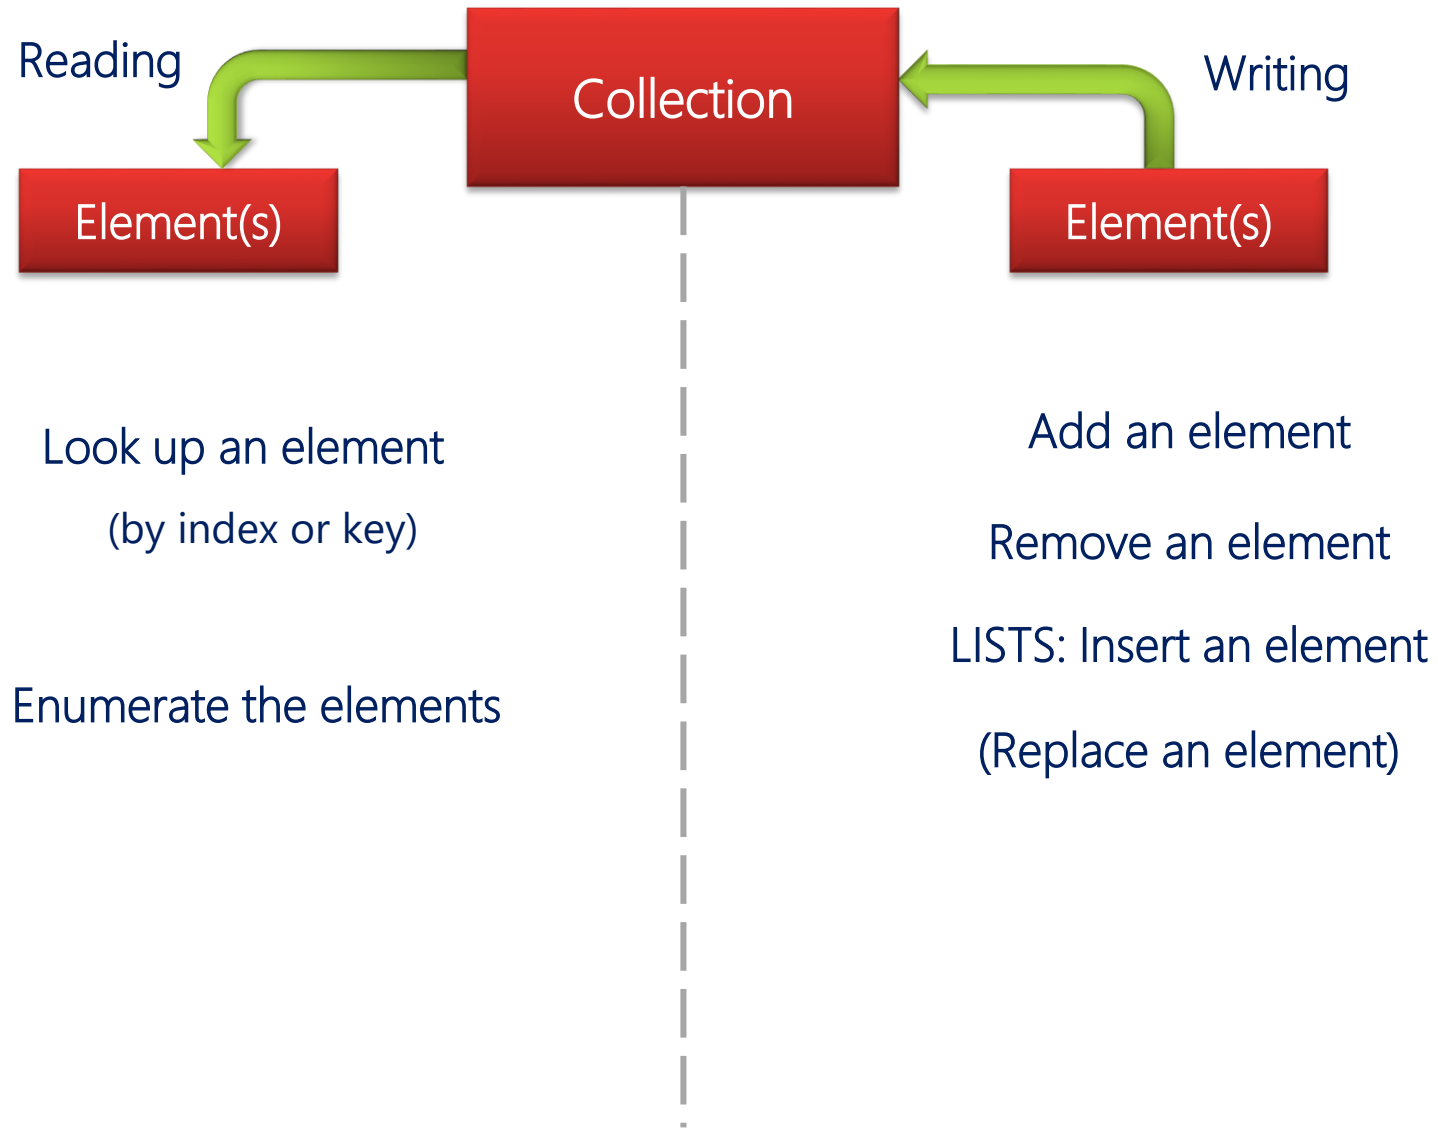 Reading
Collection
Writing
Element(s)
Element(s)
Look up an element
(by index or key)
Enumerate the elements
Add an element
Remove an element
LISTS: Insert an element
(Replace an element)